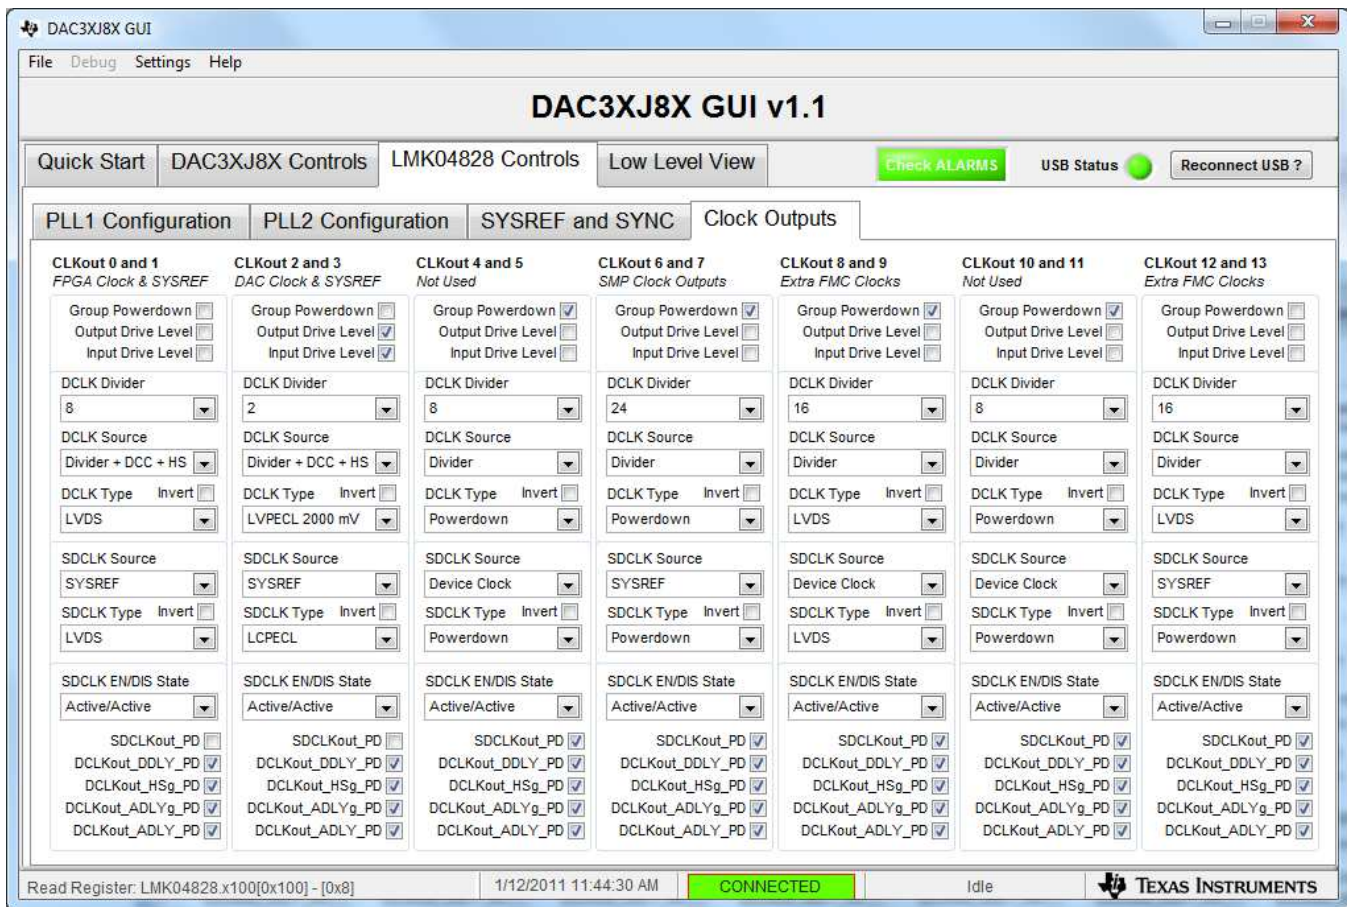 DAC3XJ8X GUI
File Debug Settings Help
DAC3XJ8X GUI v1.1
Quick Start DAC3XJ8X Controls LMK04828 Controls Low Level View Check ALARMS USB Status Reconnect USB ?
PLL1 Configuration PLL2 Configuration SYSREF and SYNC Clock Outputs
CLKout 0 and 1 CLKout 2 and 3 CLKout 4 and 5 CLKout 6 and 7 CLKout 8 and 9 CLKout 10 and 11 CLKout 12 and 13
FPGA Clock & SYSREF DAC Clock & SYSREF Not Used SMP Clock Outputs Extra FMC Clocks Not Used Extra FMC Clocks
Group Powerdown Group Powerdown Group Powerdown Group Powerdown Group Powerdown Group Powerdown Group Powerdown
Output Drive Level Output Drive Level Output Drive Level Output Drive Level Output Drive Level Output Drive Level Output Drive Level
Input Drive Level Input Drive Level Input Drive Level Input Drive Level Input Drive Level Input Drive Level Input Drive Level
DCLK Divider DCLK Divider DCLK Divider DCLK Divider DCLK Divider DCLK Divider DCLK Divider
8 2 8 24 16 8 16
DCLK Source DCLK Source DCLK Source DCLK Source DCLK Source DCLK Source DCLK Source
Divider + DCC + HS Divider + DCC + HS Divider Divider Divider Divider Divider
DCLK Type Invert DCLK Type Invert DCLK Type Invert DCLK Type Invert DCLK Type Invert DCLK Type Invert DCLK Type Invert
LVDS LVPECL 2000 mV Powerdown Powerdown LVDS Powerdown LVDS
SDCLK Source SDCLK Source SDCLK Source SDCLK Source SDCLK Source SDCLK Source SDCLK Source
SYSREF SYSREF Device Clock SYSREF Device Clock Device Clock SYSREF
SDCLK Type Invert SDCLK Type Invert SDCLK Type Invert SDCLK Type Invert SDCLK Type Invert SDCLK Type Invert SDCLK Type Invert
LVDS LCPECL Powerdown Powerdown LVDS Powerdown Powerdown
SDCLK EN/DIS State SDCLK EN/DIS State SDCLK EN/DIS State SDCLK EN/DIS State SDCLK EN/DIS State SDCLK EN/DIS State SDCLK EN/DIS State
Active/Active Active/Active Active/Active Active/Active Active/Active Active/Active Active/Active
SDCLKout_PD SDCLKout_PD SDCLKout_PD SDCLKout_PD SDCLKout_PD SDCLKout_PD SDCLKout_PD
DCLKout_DDLY_PD DCLKout_DDLY_PD DCLKout_DDLY_PD DCLKout_DDLY_PD DCLKout_DDLY_PD DCLKout_DDLY_PD DCLKout_DDLY_PD
DCLKout_HSg_PD DCLKout_HSg_PD DCLKout_HSg_PD DCLKout_HSg_PD DCLKout_HSg_PD DCLKout_HSg_PD DCLKout_HSg_PD
DCLKout_ADLYg_PD DCLKout_ADLYg_PD DCLKout_ADLYg_PD DCLKout_ADLYg_PD DCLKout_ADLYg_PD DCLKout_ADLYg_PD DCLKout_ADLYg_PD
DCLKout_ADLY_PD DCLKout_ADLY_PD DCLKout_ADLY_PD DCLKout_ADLY_PD DCLKout_ADLY_PD DCLKout_ADLY_PD DCLKout_ADLY_PD
Read Register: LMK04828.x100[0x100] - [0x8] 1/12/2011 11:44:30 AM CONNECTED Idle TEXAS INSTRUMENTS